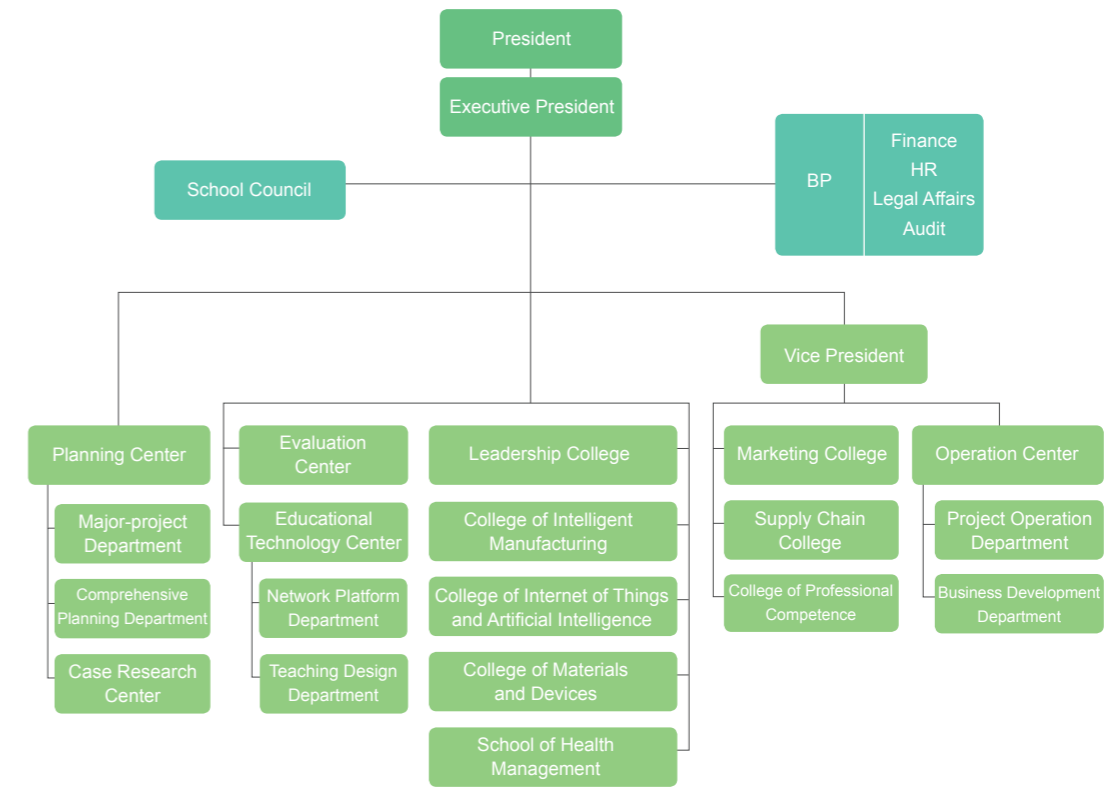 President
Executive President
School Council
BP
Finance
HR
Legal Affairs
Audit
Vice President
Planning Center
Major-project
Department
Comprehensive
Planning Department
Case Research
Center
Evaluation
Center
Educational
Technology Center
Network Platform
Department
Teaching Design
Department
Leadership College
College of Intelligent
Manufacturing
College of Internet of Things
and Artificial Intelligence
College of Materials
and Devices
School of Health
Management
Marketing College
Supply Chain
College
College of Professional
Competence
Operation Center
Project Operation
Department
Business Development
Department